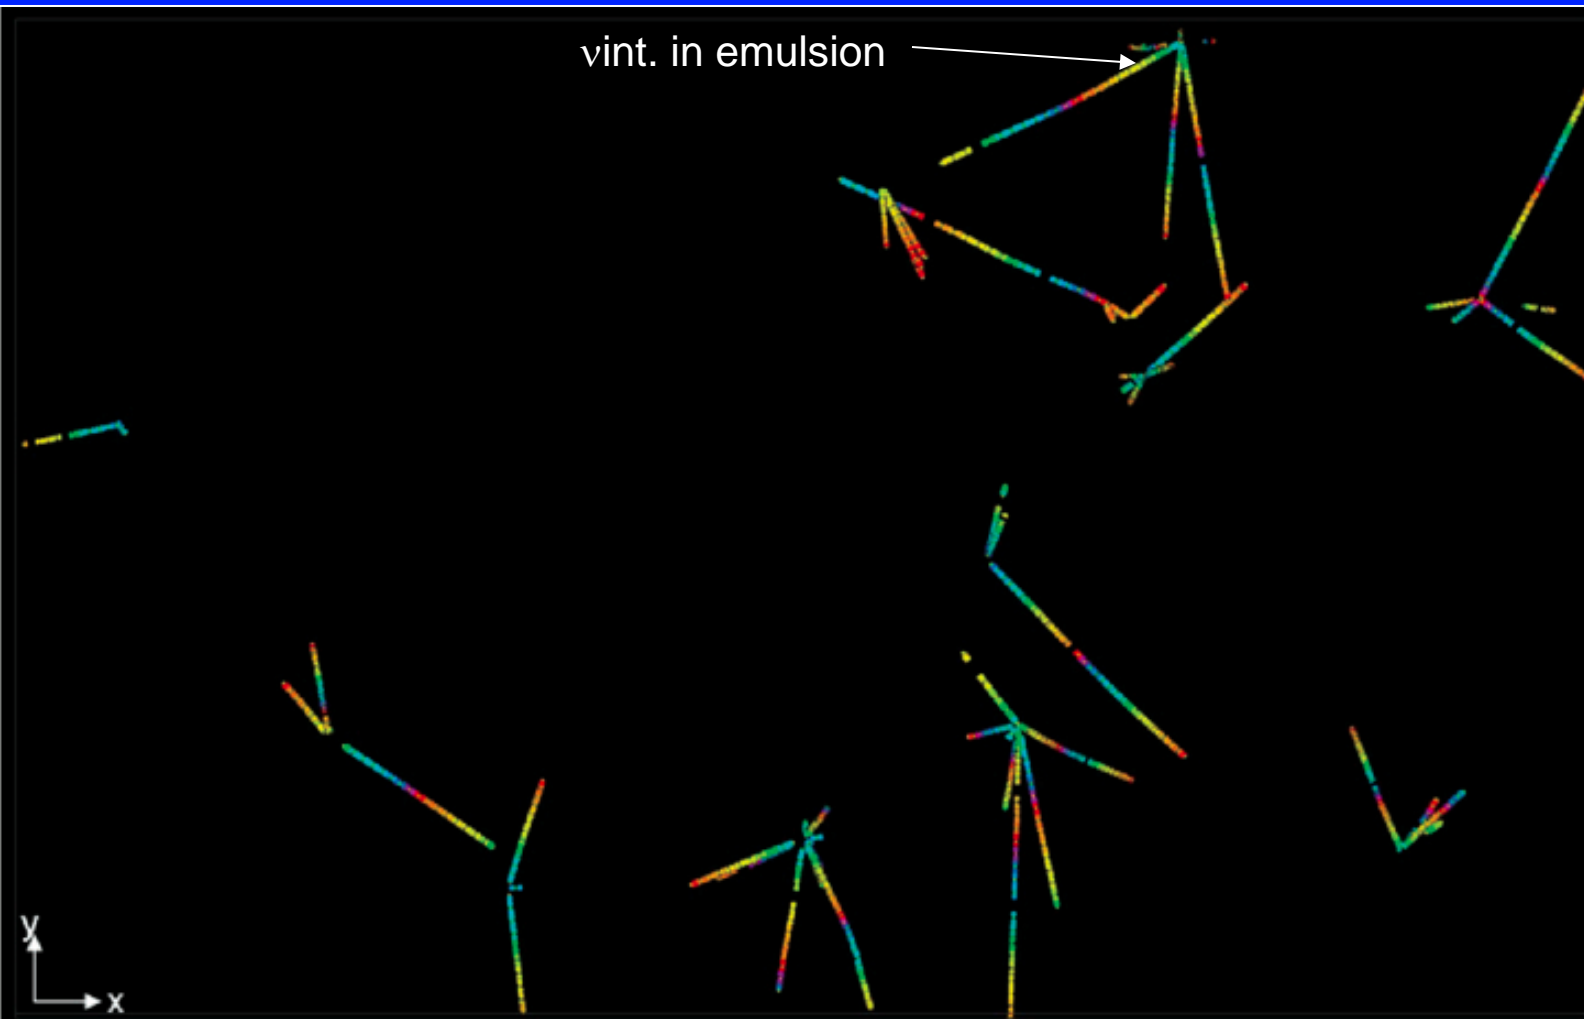 νint. in emulsion
y
x